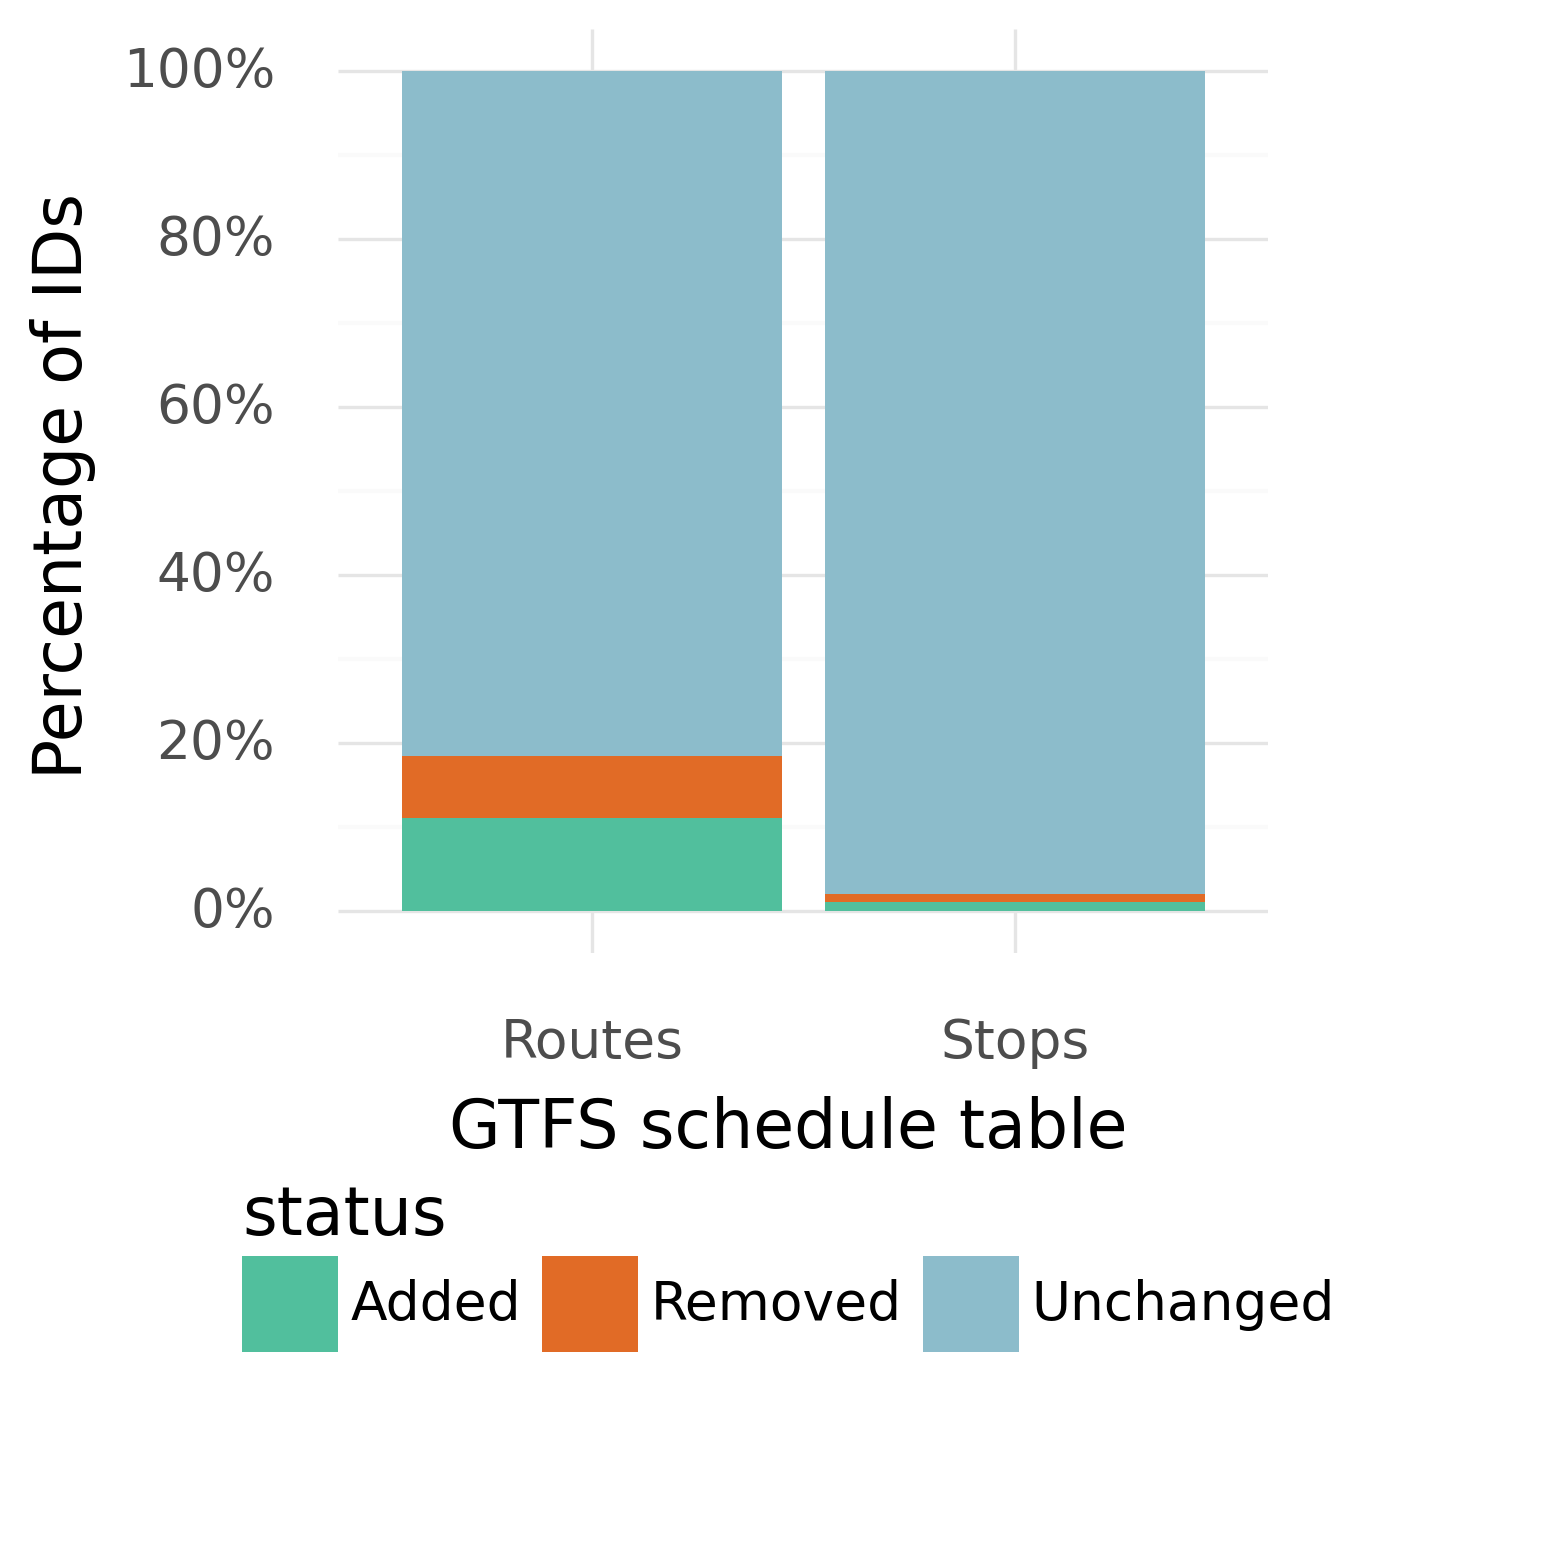 100%
80%
60%
40%
20%
0%
Percentage of IDs
Routes Stops
GTFS schedule table
status
Added Removed Unchanged